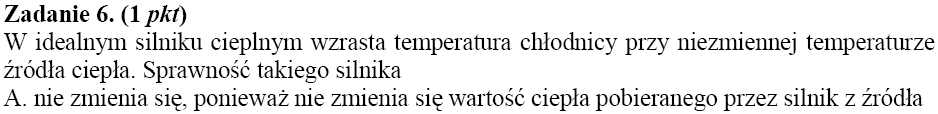 Zadanie 6. (1 pkt)
W idealnym silniku cieplnym wzrasta temperatura chłodnicy przy niezmiennej temperaturze
źródła ciepła. Sprawność takiego silnika
A. nie zmienia się, ponieważ nie zmienia się wartość ciepła pobieranego przez silnik z źródła